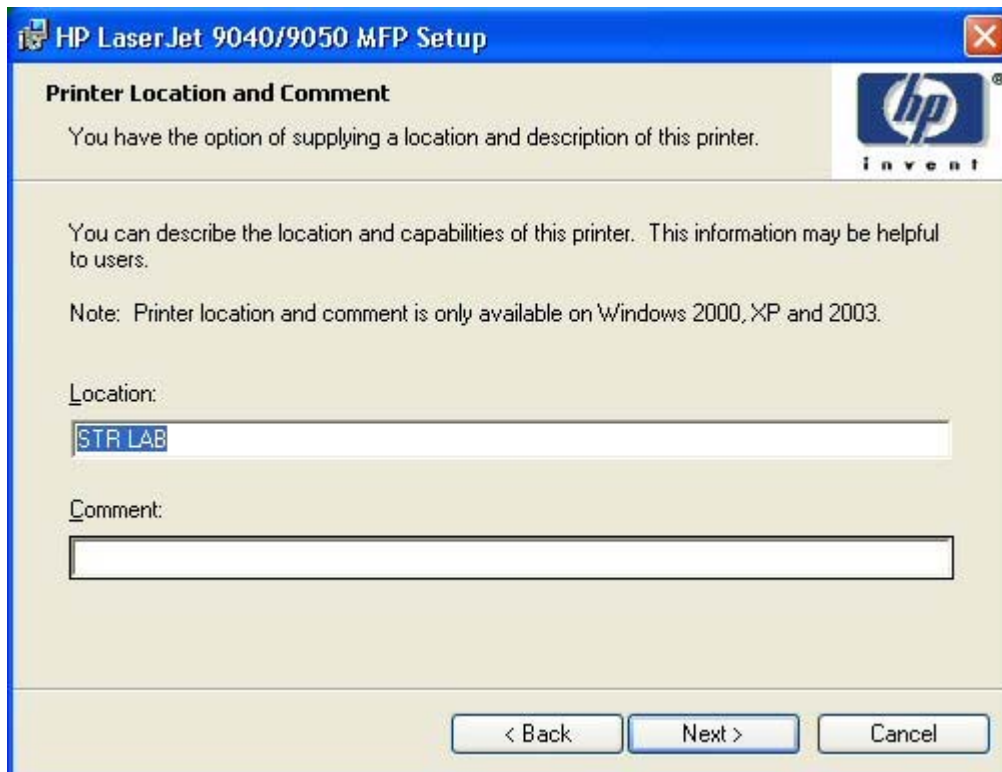 HP LaserJet 9040/9050 MFP Setup
Printer Location and Comment
You have the option of supplying a location and description of this printer.
hp
®
invent
You can describe the location and capabilities of this printer. This information may be helpful
to users.
Note: Printer location and comment is only available on Windows 2000, XP and 2003.
Location:
STR LAB
Comment:
< Back
Next >
Cancel